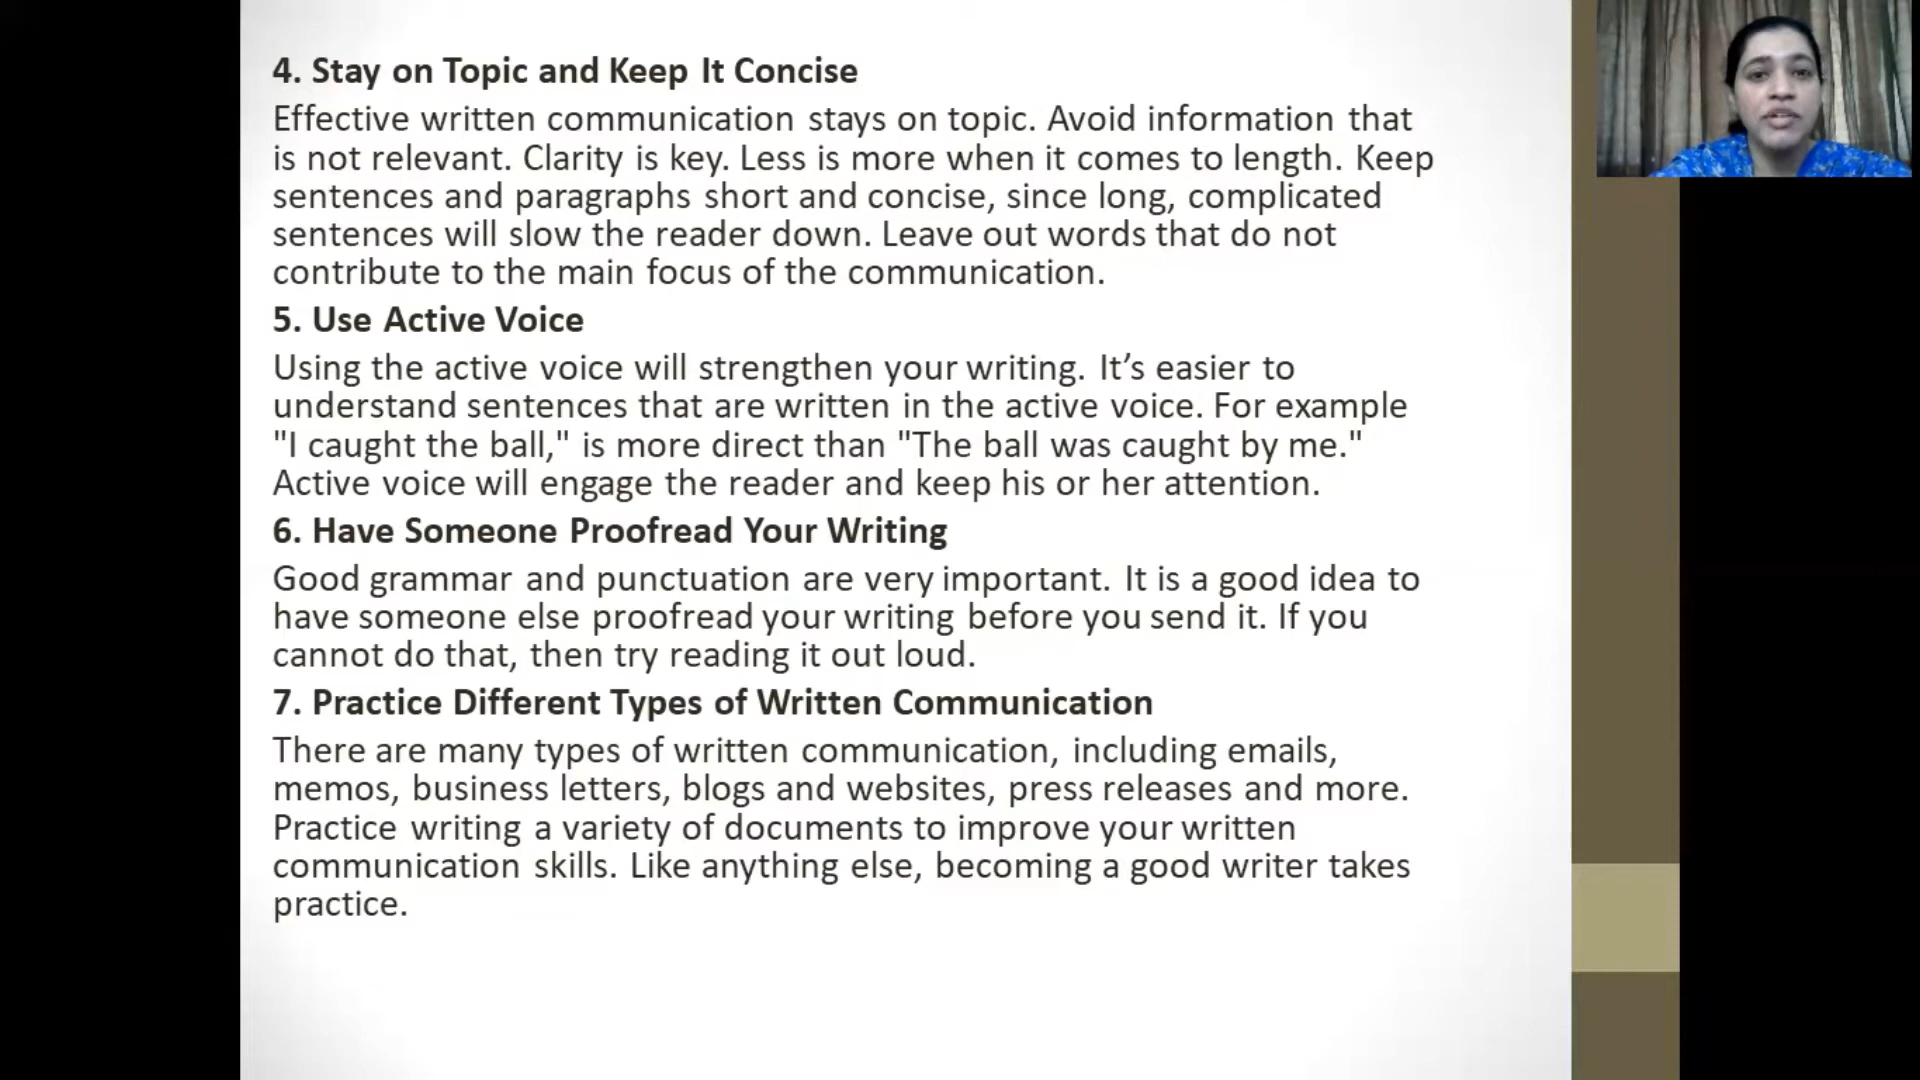 4. Stay on Topic and Keep It Concise
Effective written communication stays on topic. Avoid information that
is not relevant. Clarity is key. Less is more when it comes to length. Keep
sentences and paragraphs short and concise, since long, complicated
sentences will slow the reader down. Leave out words that do not
contribute to the main focus of the communication.
5. Use Active Voice
Using the active voice will strengthen your writing. It’s easier to
understand sentences that are written in the active voice. For example
"I caught the ball," is more direct than "The ball was caught by me."
Active voice will engage the reader and keep his or her attention.
6. Have Someone Proofread Your Writing
Good grammar and punctuation are very important. It is a good idea to
have someone else proofread your writing before you send it. If you
cannot do that, then try reading it out loud.
7. Practice Different Types of Written Communication
There are many types of written communication, including emails,
memos, business letters, blogs and websites, press releases and more.
Practice writing a variety of documents to improve your written
communication skills. Like anything else, becoming a good writer takes
practice.